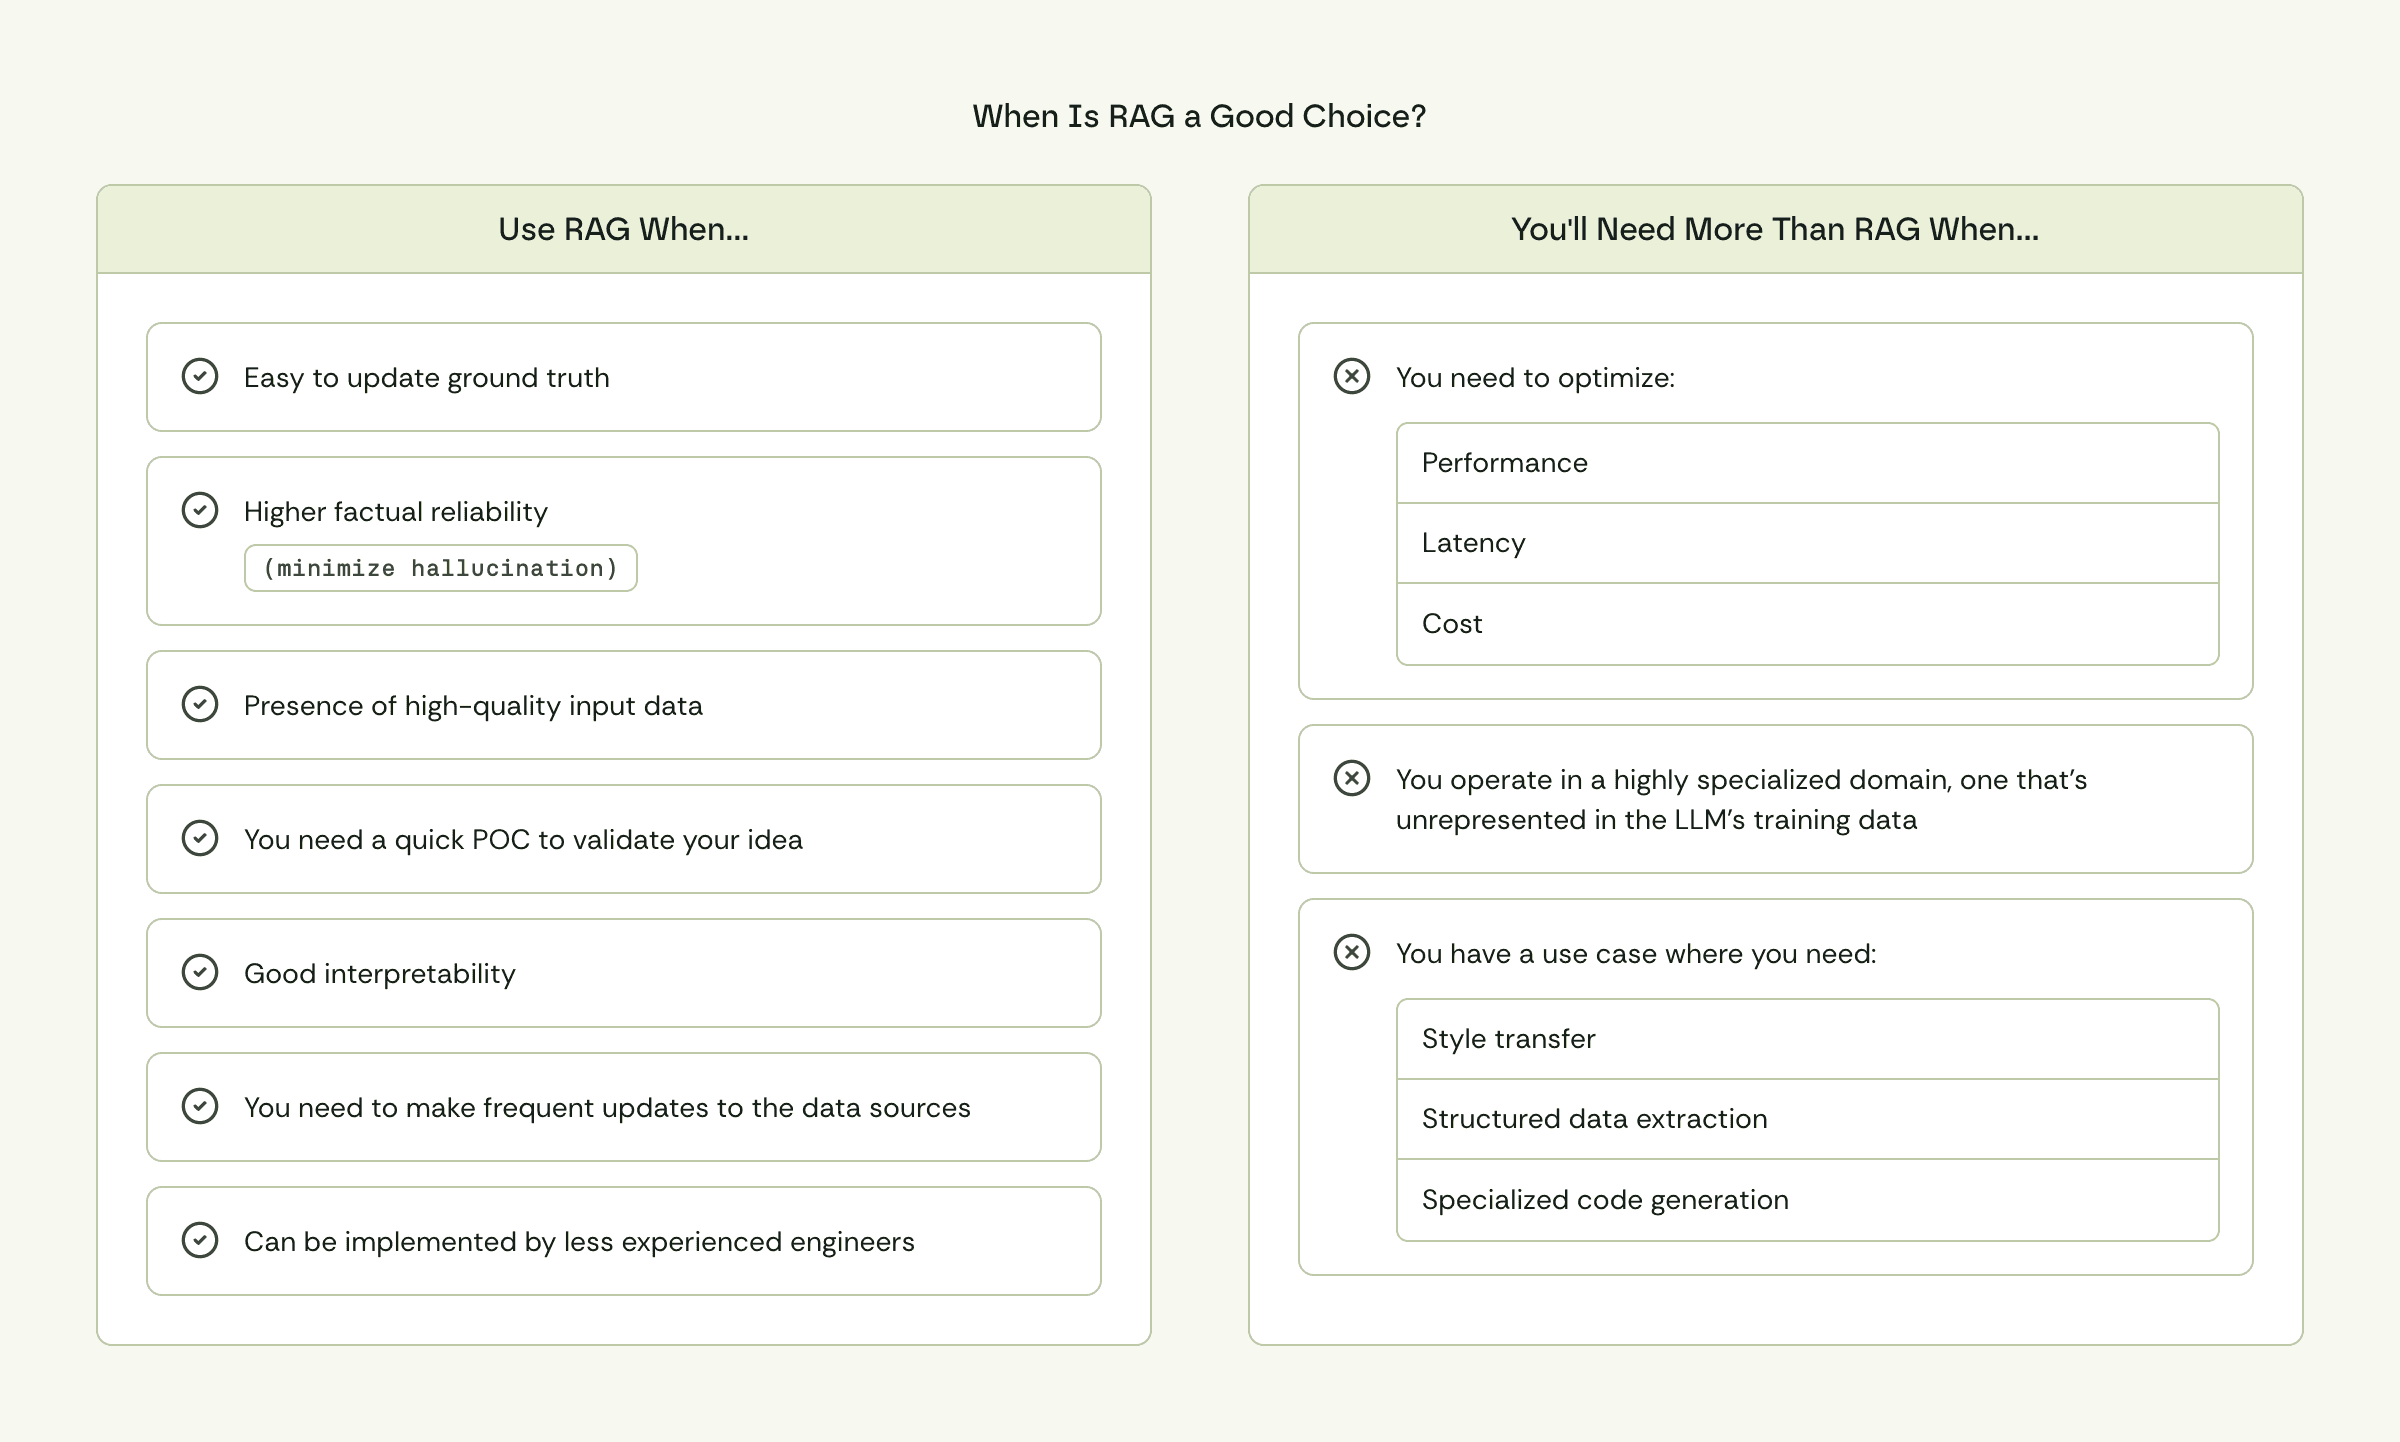 When Is RAG a Good Choice?
Use RAG When...
Easy to update ground truth
Higher factual reliability
(minimize hallucination)
Presence of high-quality input data
You need a quick POC to validate your idea
Good interpretability
You need to make frequent updates to the data sources
Can be implemented by less experienced engineers
You'll Need More Than RAG When...
You need to optimize:
Performance
Latency
Cost
You operate in a highly specialized domain, one that’s
unrepresented in the LLM’s training data
You have a use case where you need:
Style transfer
Structured data extraction
Specialized code generation